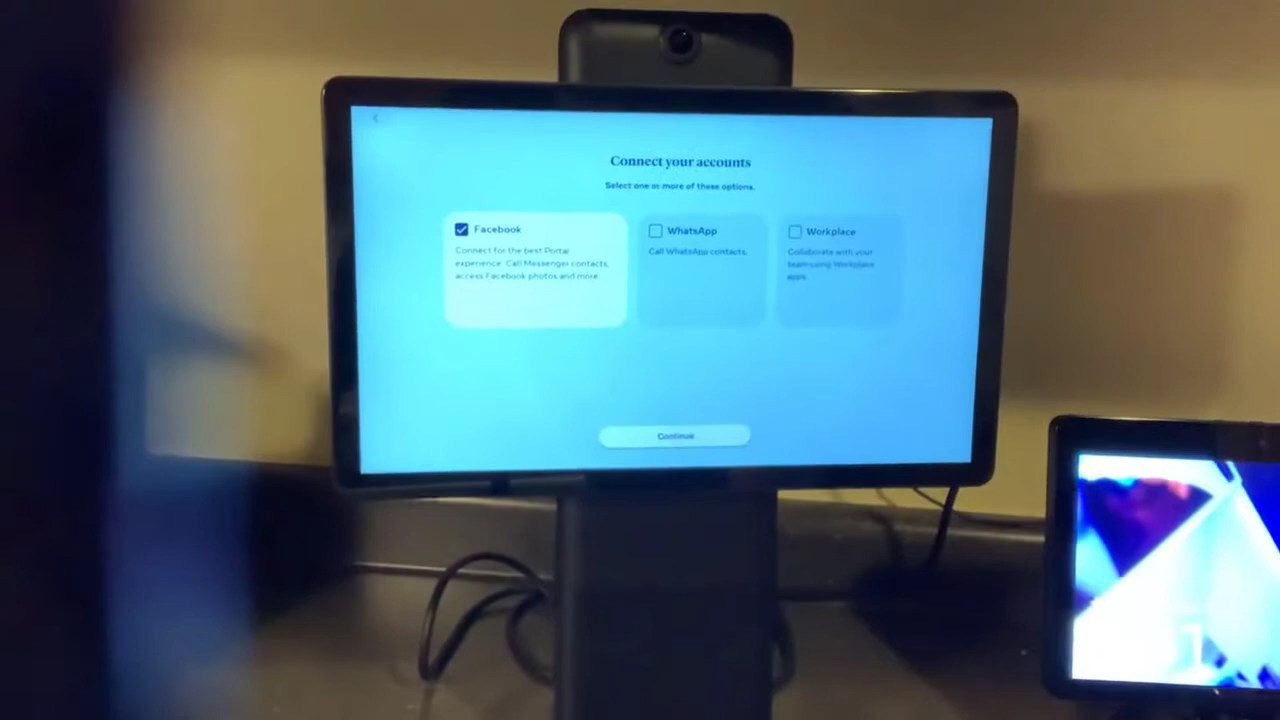 Connect your accounts
Select one or more of these options.
Facebook
Connect for the best Portal
experience. Call Messenger contacts,
access Facebook photos and more.
WhatsApp
Call WhatsApp contacts.
Workplace
Collaborate with your
team using Workplace
apps.
Continue